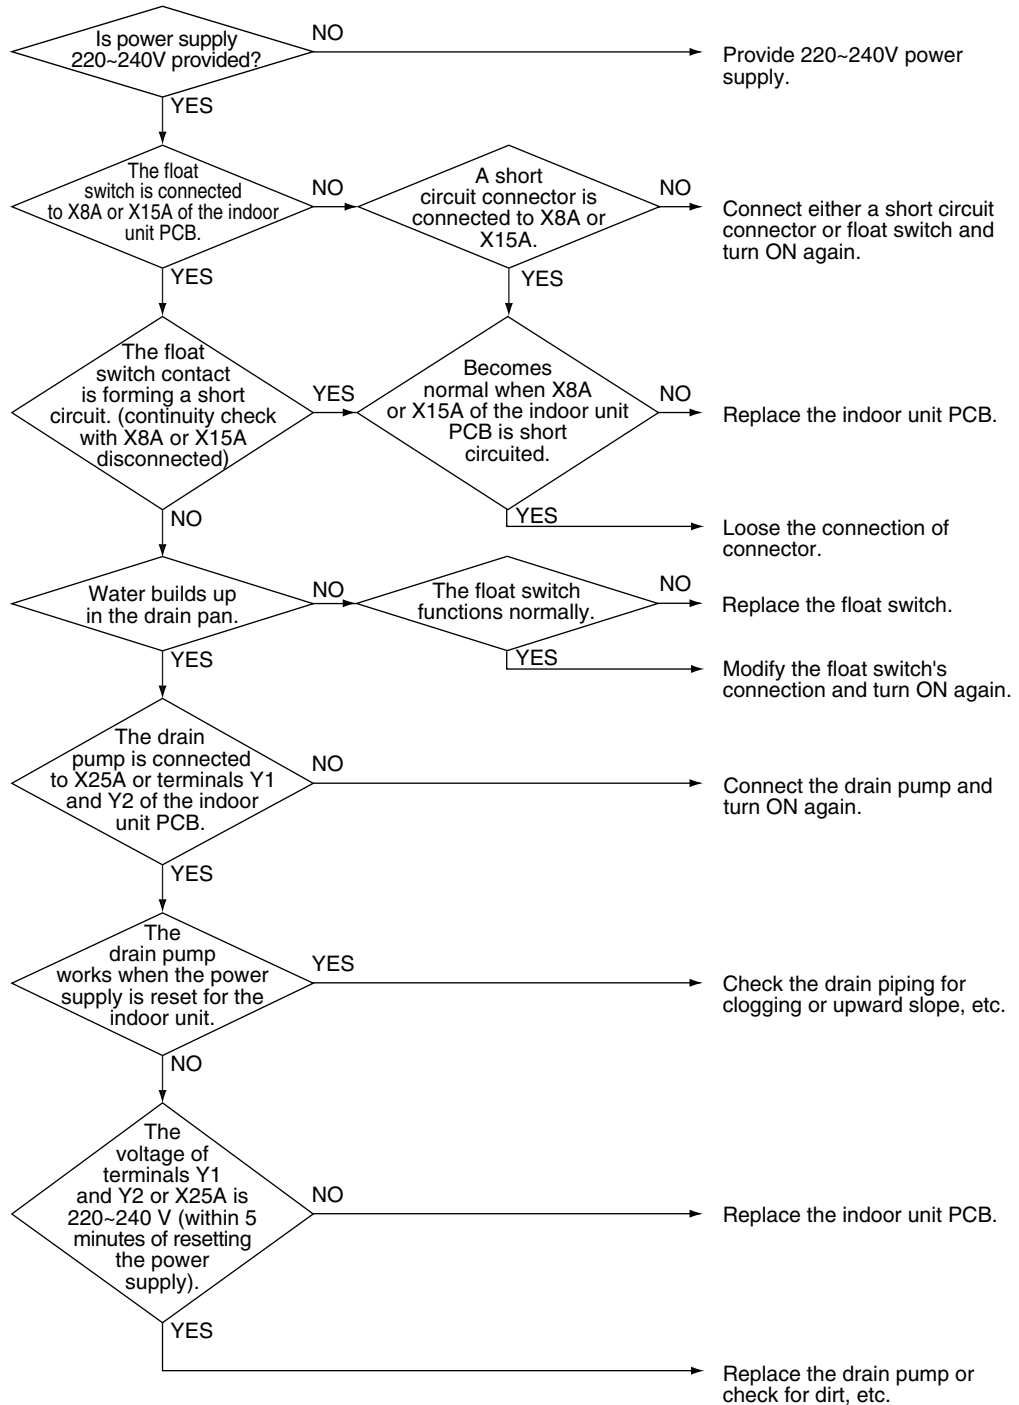 Is power supply
220~240V provided?
NO
Provide 220~240V power
supply.
YES
The float
switch is connected
to X8A or X15A of the indoor
unit PCB.
NO
A short
circuit connector is
connected to X8A or
X15A.
NO
Connect either a short circuit
connector or float switch and
turn ON again.
YES
YES
The float
switch contact
is forming a short
circuit. (continuity check
with X8A or X15A
disconnected)
YES
Becomes
normal when X8A
or X15A of the indoor unit
PCB is short
circuited.
NO
Replace the indoor unit PCB.
NO
YES
Loose the connection of
connector.
Water builds up
in the drain pan.
NO
The float switch
functions normally.
NO
Replace the float switch.
YES
YES
Modify the float switch's
connection and turn ON again.
The drain
pump is connected
to X25A or terminals Y1
and Y2 of the indoor
unit PCB.
NO
Connect the drain pump and
turn ON again.
YES
The
drain pump
works when the power
supply is reset for the
indoor unit.
YES
Check the drain piping for
clogging or upward slope, etc.
NO
The
voltage of
terminals Y1
and Y2 or X25A is
220~240 V (within 5
minutes of resetting
the power
supply).
NO
Replace the indoor unit PCB.
YES
Replace the drain pump or
check for dirt, etc.